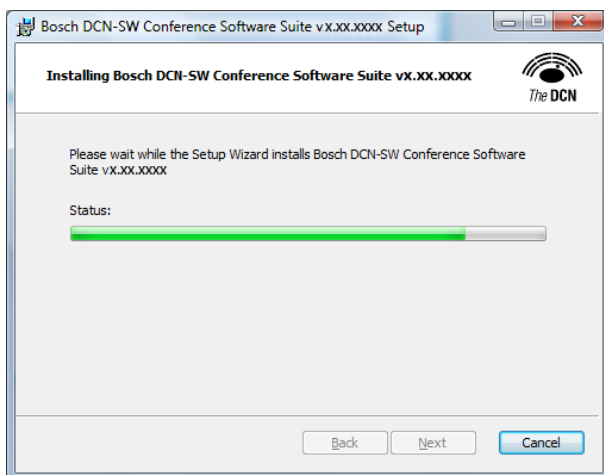 Bosch DCN-SW Conference Software Suite vx.xx.xxxx Setup
Installing Bosch DCN-SW Conference Software Suite vx.xx.xxxx
The DCN
Please wait while the Setup Wizard installs Bosch DCN-SW Conference Software
Suite vx.xx.xxxx
Status:
Back Next Cancel